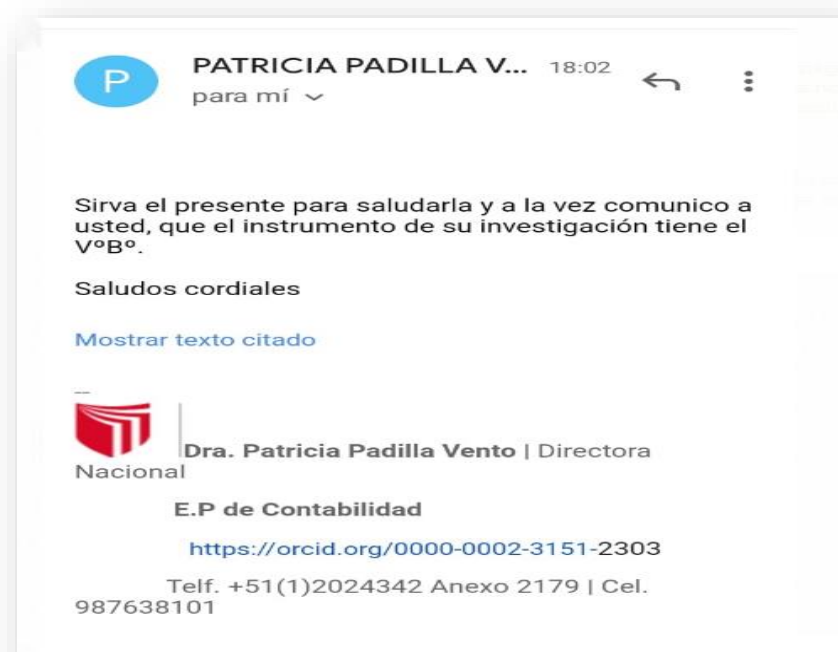 P
PATRICIA PADILLA V... 18:02
para mí
Sirva el presente para saludarla y a la vez comunico a
usted, que el instrumento de su investigación tiene el
V°B°.
Saludos cordiales
Mostrar texto citado
--
Dra. Patricia Padilla Vento | Directora
Nacional
E.P de Contabilidad
https://orcid.org/0000-0002-3151-2303
Telf. +51(1)2024342 Anexo 2179 | Cel.
987638101